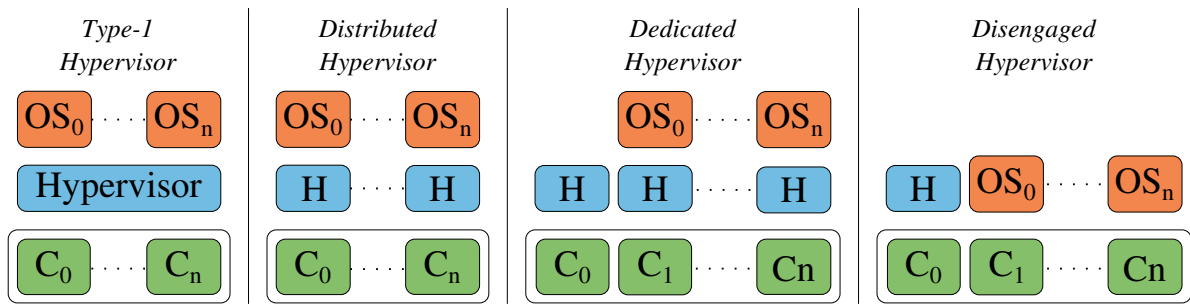 Type-1
Hypervisor
OS₀ ····· OSₙ
Hypervisor
C₀ ····· Cₙ
Distributed
Hypervisor
OS₀ ····· OSₙ
H ····· H
C₀ ····· Cₙ
Dedicated
Hypervisor
OS₀ ····· OSₙ
H H ····· H
C₀ C₁ ····· Cn
Disengaged
Hypervisor
H OS₀ ····· OSₙ
C₀ C₁ ····· Cn